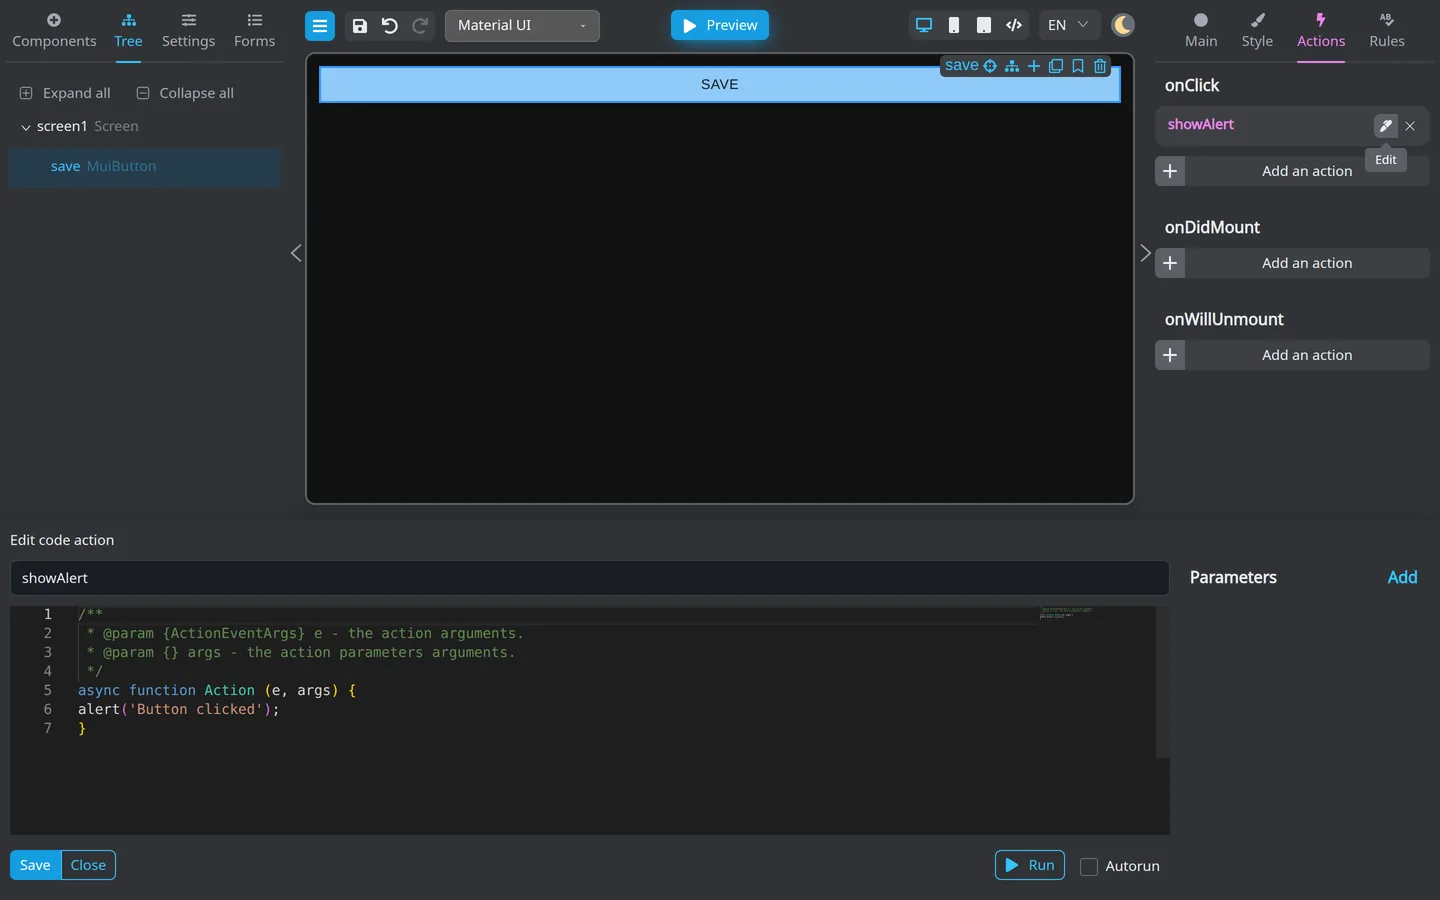 Components
Tree
Settings
Forms
Material UI
Preview
EN
Main
Style
Actions
AB
Rules
Expand all
Collapse all
screen1 Screen
save MuiButton
save
SAVE
onClick
showAlert
Edit
Add an action
onDidMount
Add an action
onWillUnmount
Add an action
Edit code action
showAlert
Parameters
Add
1 /**
2 * @param {ActionEventArgs} e - the action arguments.
3 * @param {} args - the action parameters arguments.
4 */
5 async function Action (e, args) {
6 alert('Button clicked');
7 }
Save
Close
Run
Autorun